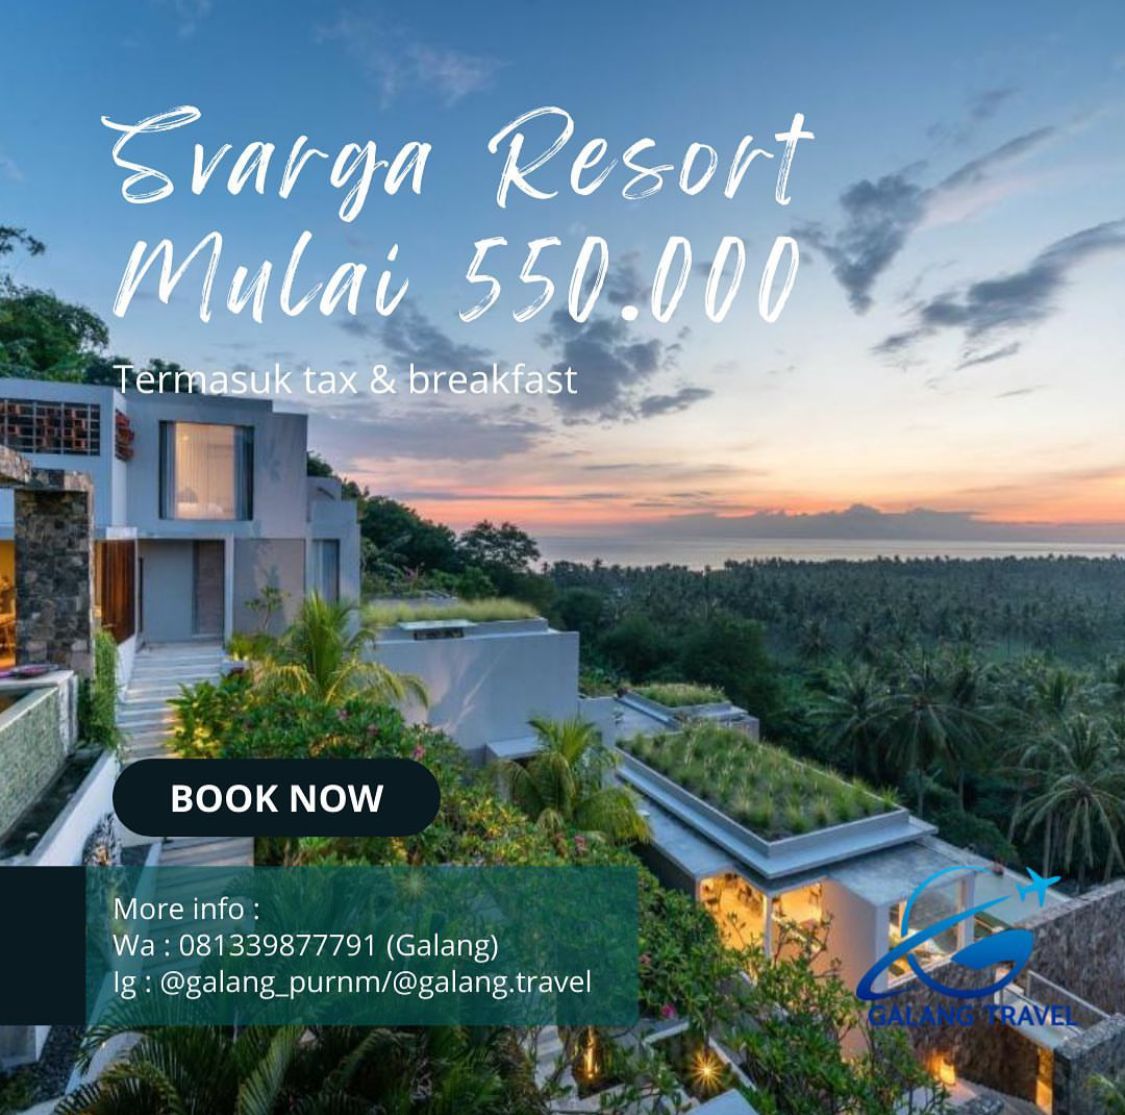 Svarga Resort
Mulai 550.000
Termasuk tax & breakfast
BOOK NOW
More info :
Wa : 081339877791 (Galang)
Ig : @galang_purnm/@galang.travel
GALANG TRAVEL